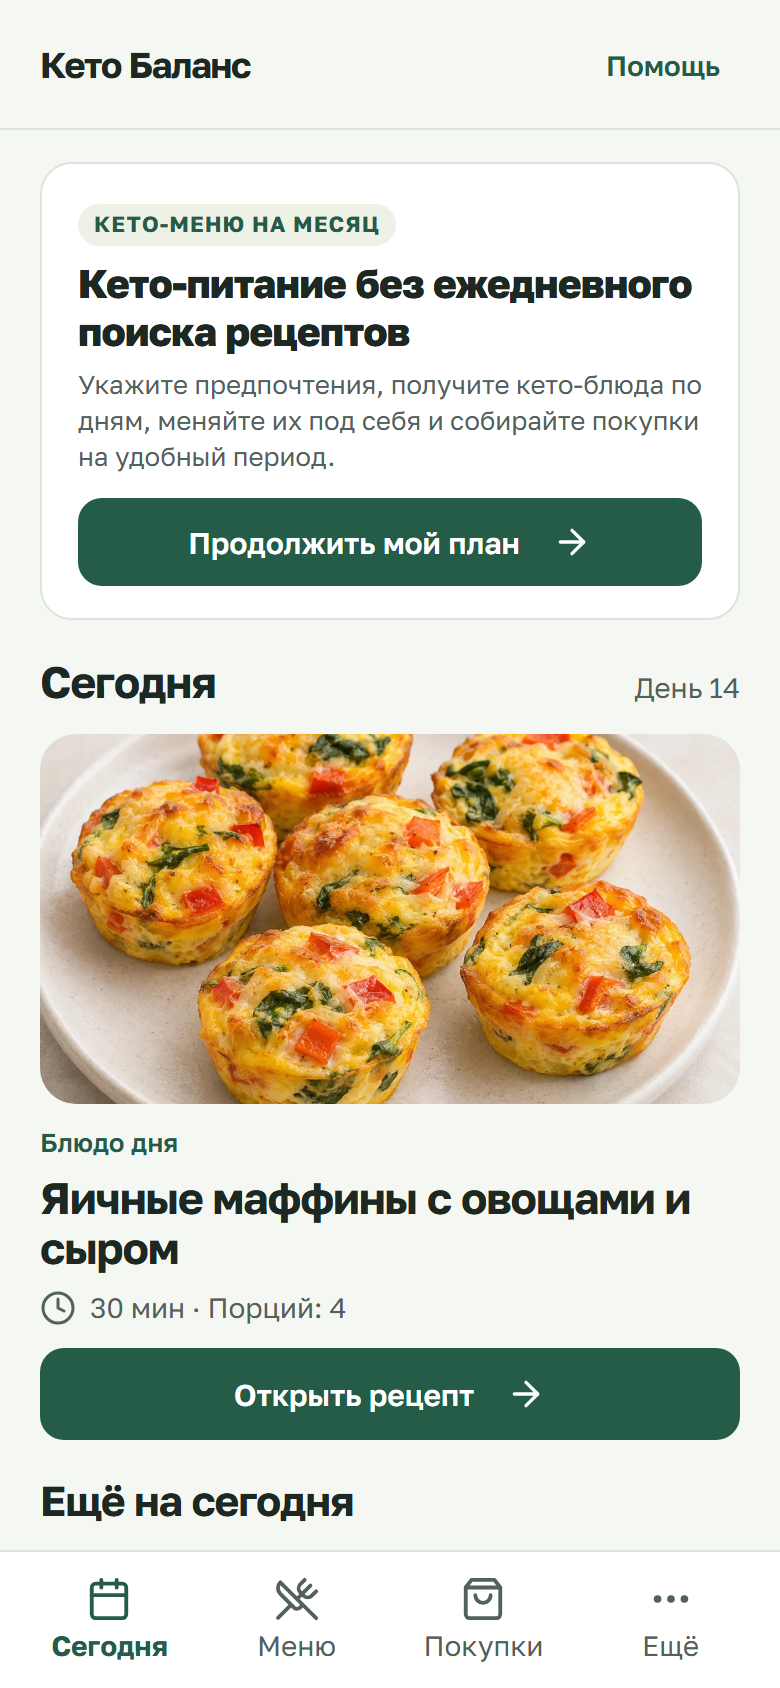 Кето Баланс
Помощь
КЕТО-МЕНЮ НА МЕСЯЦ
Кето-питание без ежедневного
поиска рецептов
Укажите предпочтения, получите кето-блюда по
дням, меняйте их под себя и собирайте покупки
на удобный период.
Продолжить мой план
Сегодня
День 14
Блюдо дня
Яичные маффины с овощами и
сыром
30 мин · Порций: 4
Открыть рецепт
Ещё на сегодня
Сегодня
Меню
Покупки
Ещё